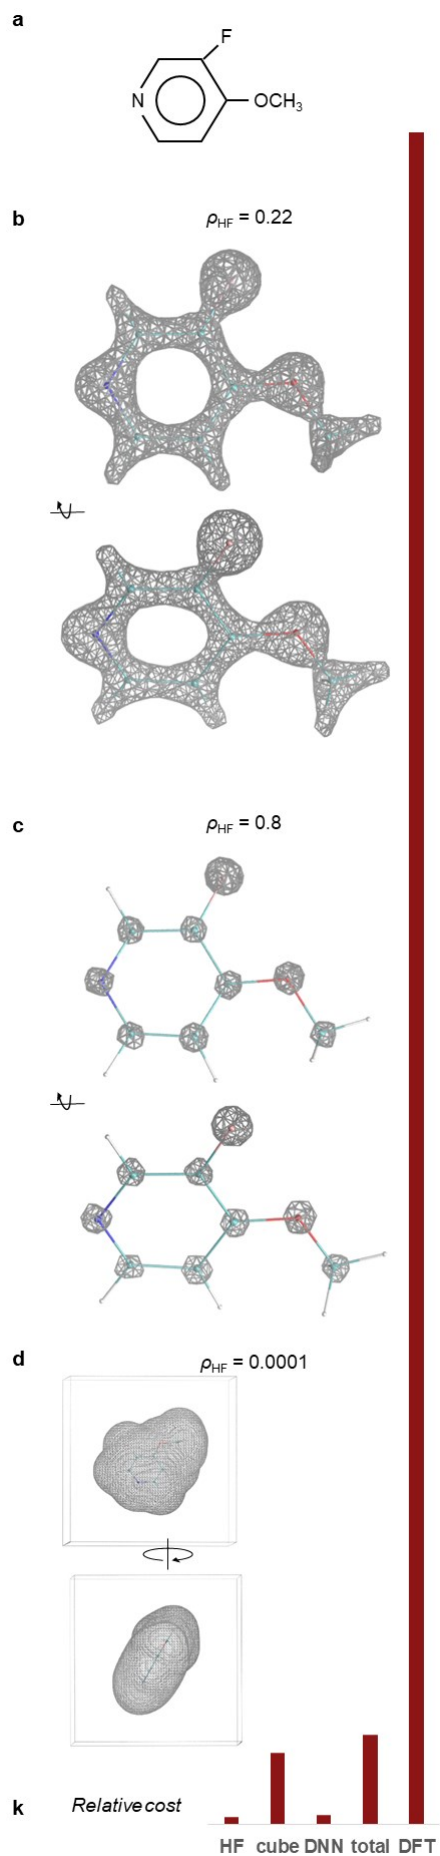 a
F
N
OCH3
b
ρHF = 0.22
c
ρHF = 0.8
d
ρHF = 0.0001
k
Relative cost
HF cube DNN total DFT